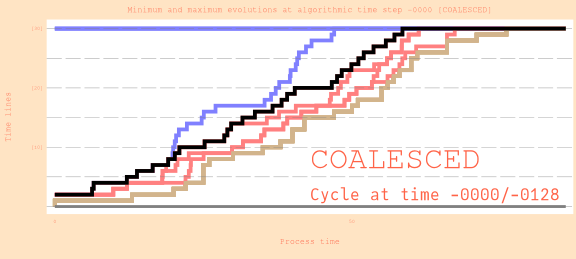 Minimum and maximum evolutions at algorithmic time step -0000 [COALESCED]
Time lines
COALESCED
Cycle at time -0000/-0128
Process time